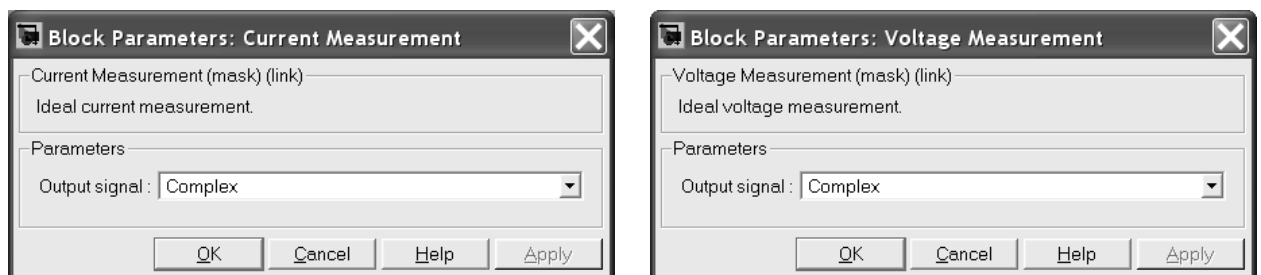 Block Parameters: Current Measurement
Current Measurement (mask) (link)
Ideal current measurement.
Parameters
Output signal : Complex
OK Cancel Help Apply
Block Parameters: Voltage Measurement
Voltage Measurement (mask) (link)
Ideal voltage measurement.
Parameters
Output signal : Complex
OK Cancel Help Apply